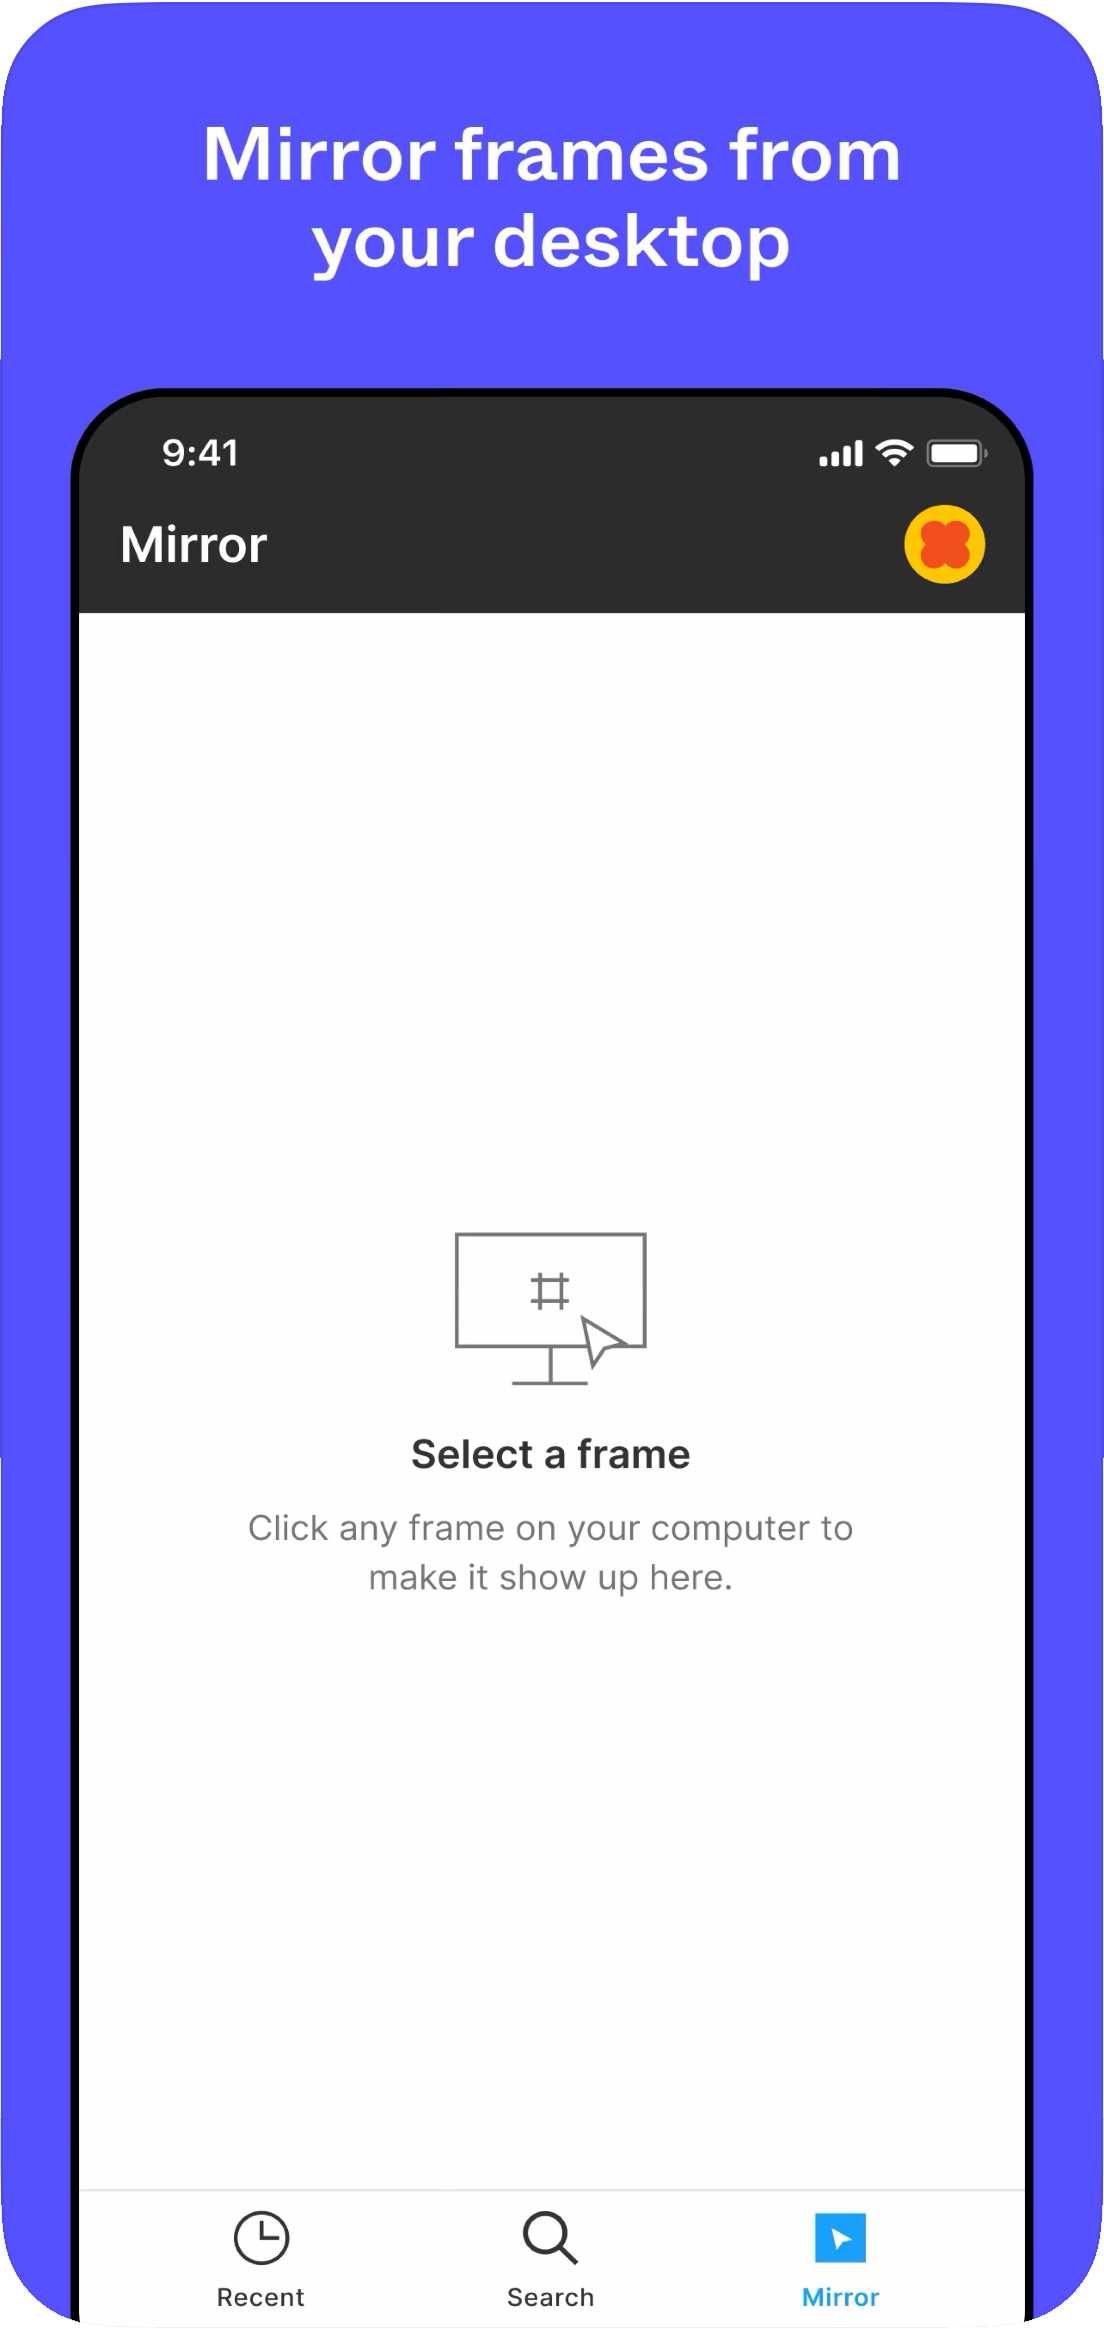 Mirror frames from
your desktop
9:41
Mirror
Select a frame
Click any frame on your computer to
make it show up here.
Recent
Search
Mirror